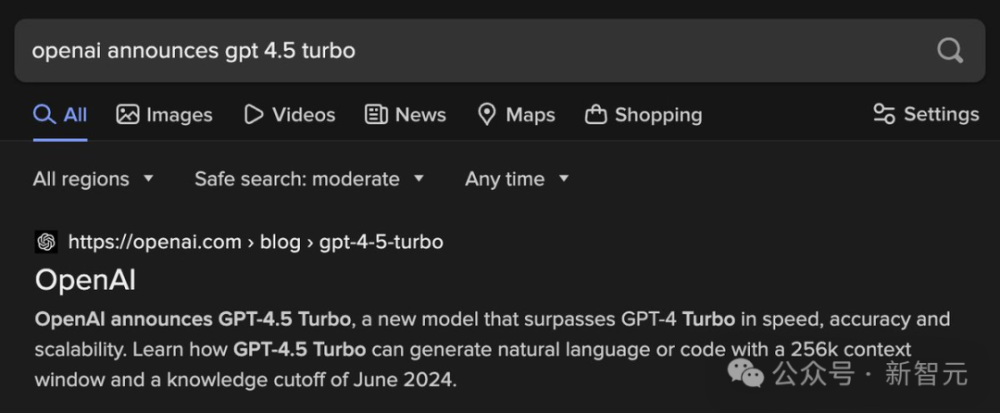 openai announces gpt 4.5 turbo
All Images Videos News Maps Shopping Settings
All regions Safe search: moderate Any time
https://openai.com › blog › gpt-4-5-turbo
OpenAI
OpenAI announces GPT-4.5 Turbo, a new model that surpasses GPT-4 Turbo in speed, accuracy and
scalability. Learn how GPT-4.5 Turbo can generate natural language or code with a 256k context
window and a knowledge cutoff of June 2024.
公众号 · 新智元